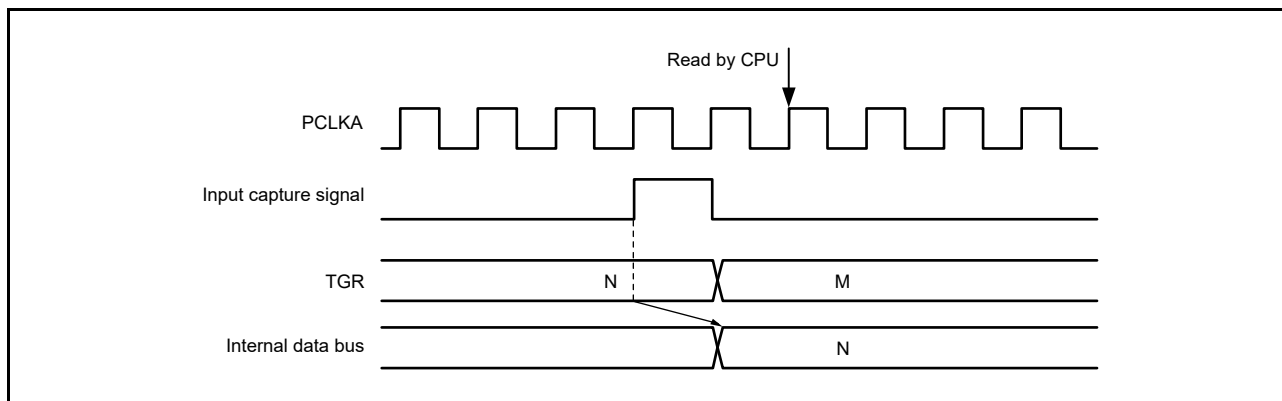 Read by CPU
PCLKA
Input capture signal
TGR
N
M
Internal data bus
N